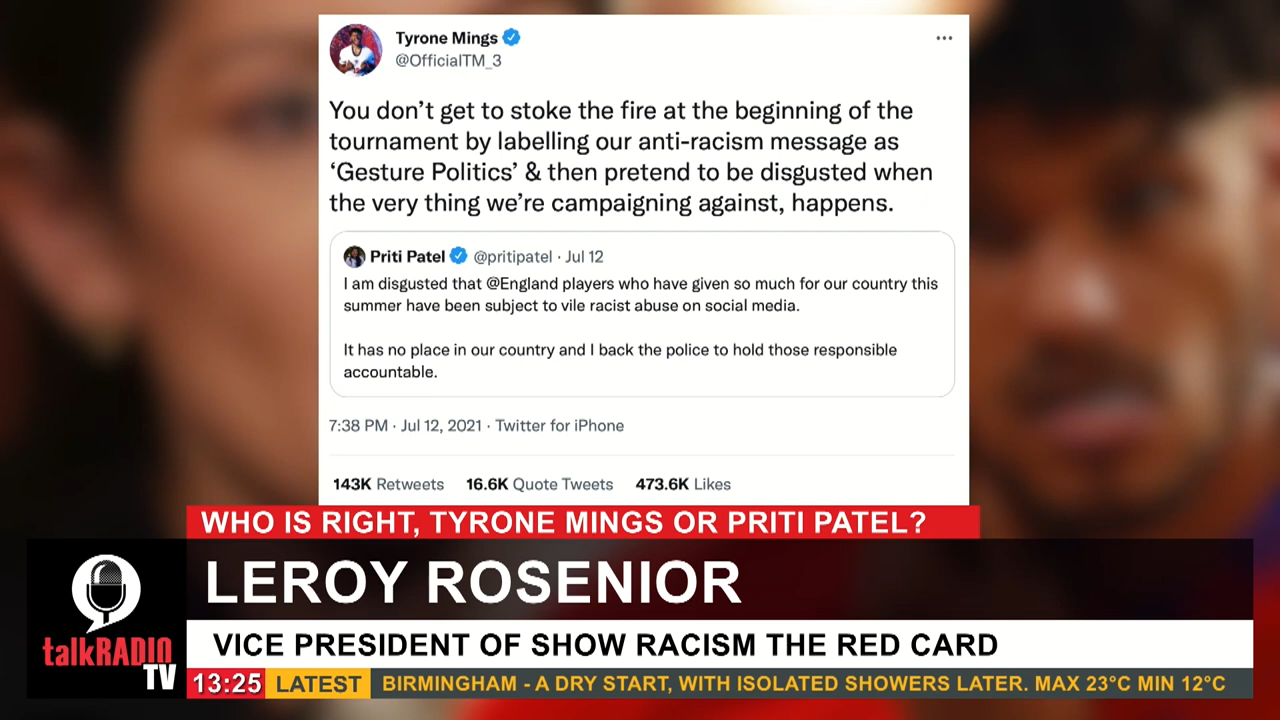 Tyrone Mings
@OfficialTM_3
You don’t get to stoke the fire at the beginning of the
tournament by labelling our anti-racism message as
‘Gesture Politics’ & then pretend to be disgusted when
the very thing we’re campaigning against, happens.
Priti Patel @pritipatel · Jul 12
I am disgusted that @England players who have given so much for our country this
summer have been subject to vile racist abuse on social media.
It has no place in our country and I back the police to hold those responsible
accountable.
7:38 PM · Jul 12, 2021 · Twitter for iPhone
143K Retweets 16.6K Quote Tweets 473.6K Likes
WHO IS RIGHT, TYRONE MINGS OR PRITI PATEL?
LEROY ROSENIOR
VICE PRESIDENT OF SHOW RACISM THE RED CARD
talkRADIO
TV
13:25 LATEST BIRMINGHAM - A DRY START, WITH ISOLATED SHOWERS LATER. MAX 23°C MIN 12°C